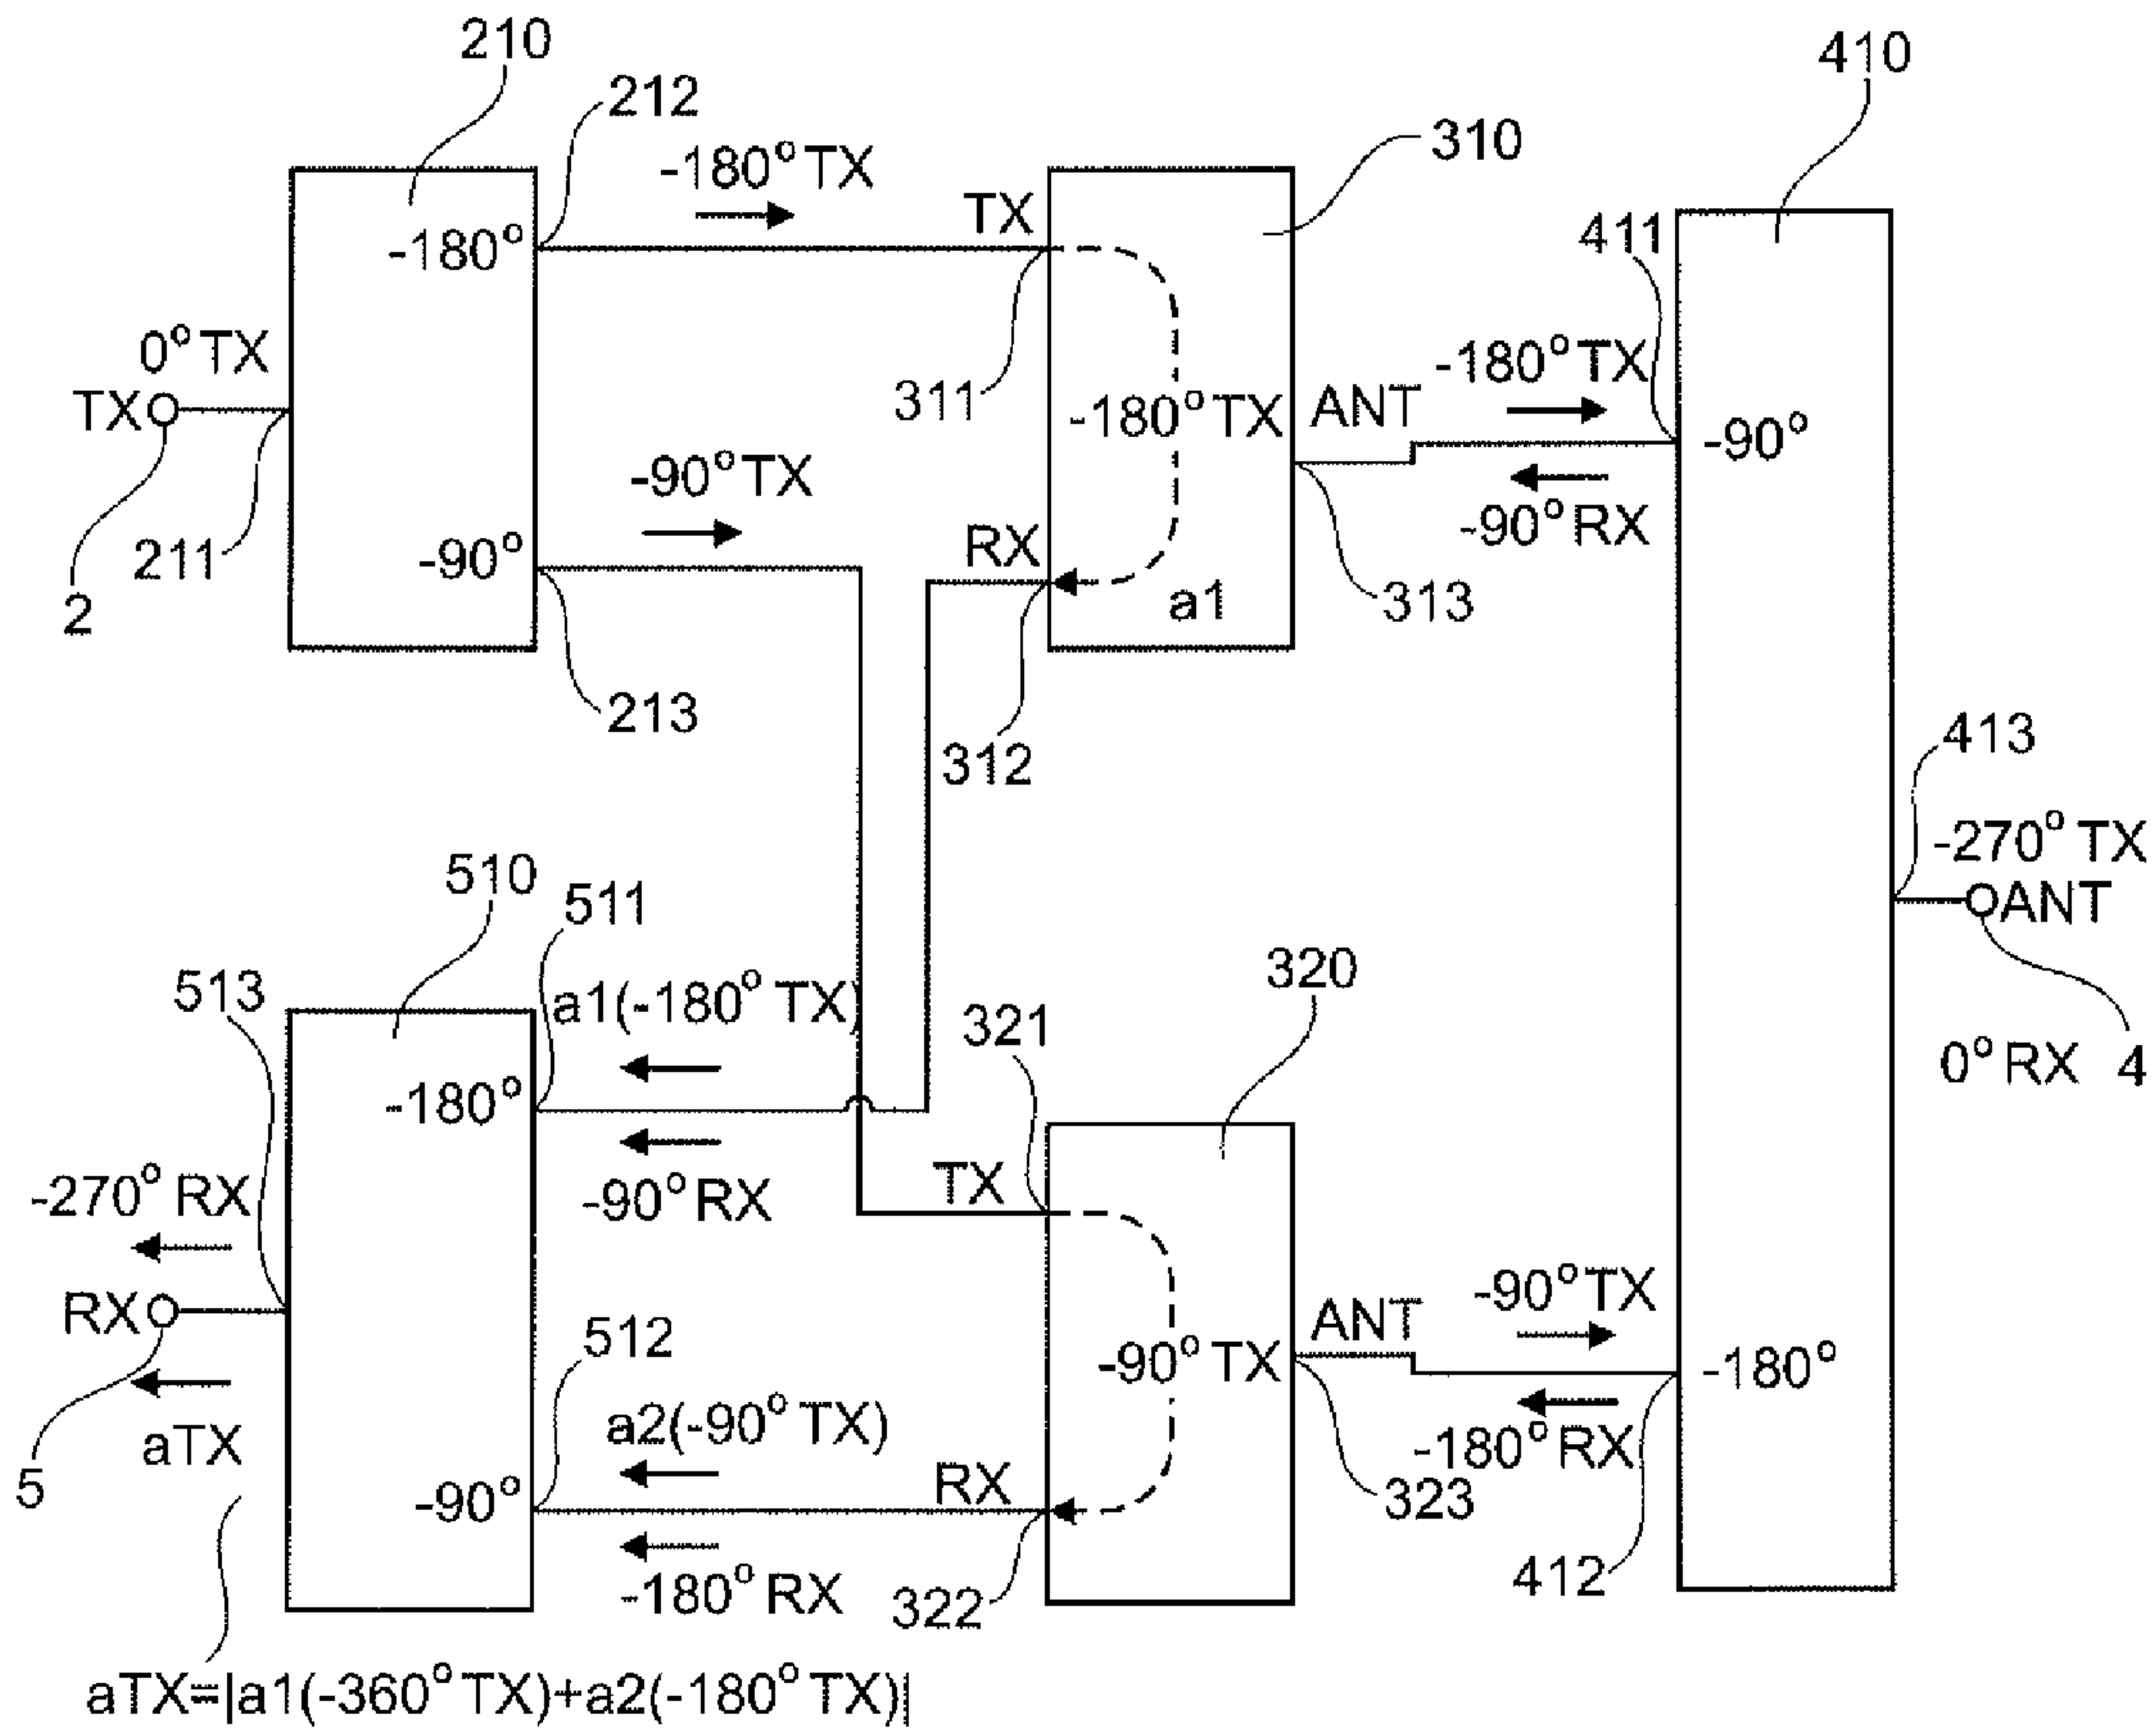 210
212
410
-180° TX
310
TX
411
-180°
0° TX
-180° TX
TX
311
-180° TX
ANT
-90°
-90° TX
211
-90°
RX
-90° RX
2
a1
313
213
312
413
-270° TX
510
511
ANT
513
a1(-180° TX)
321
320
0° RX
4
-180°
-270° RX
TX
-90° RX
RX
512
-90° TX
ANT
-90° TX
-180°
a2(-90° TX)
aTX
-180° RX
5
-90°
RX
323
-180° RX
322
412
aTX=|a1(-360° TX)+a2(-180° TX)|